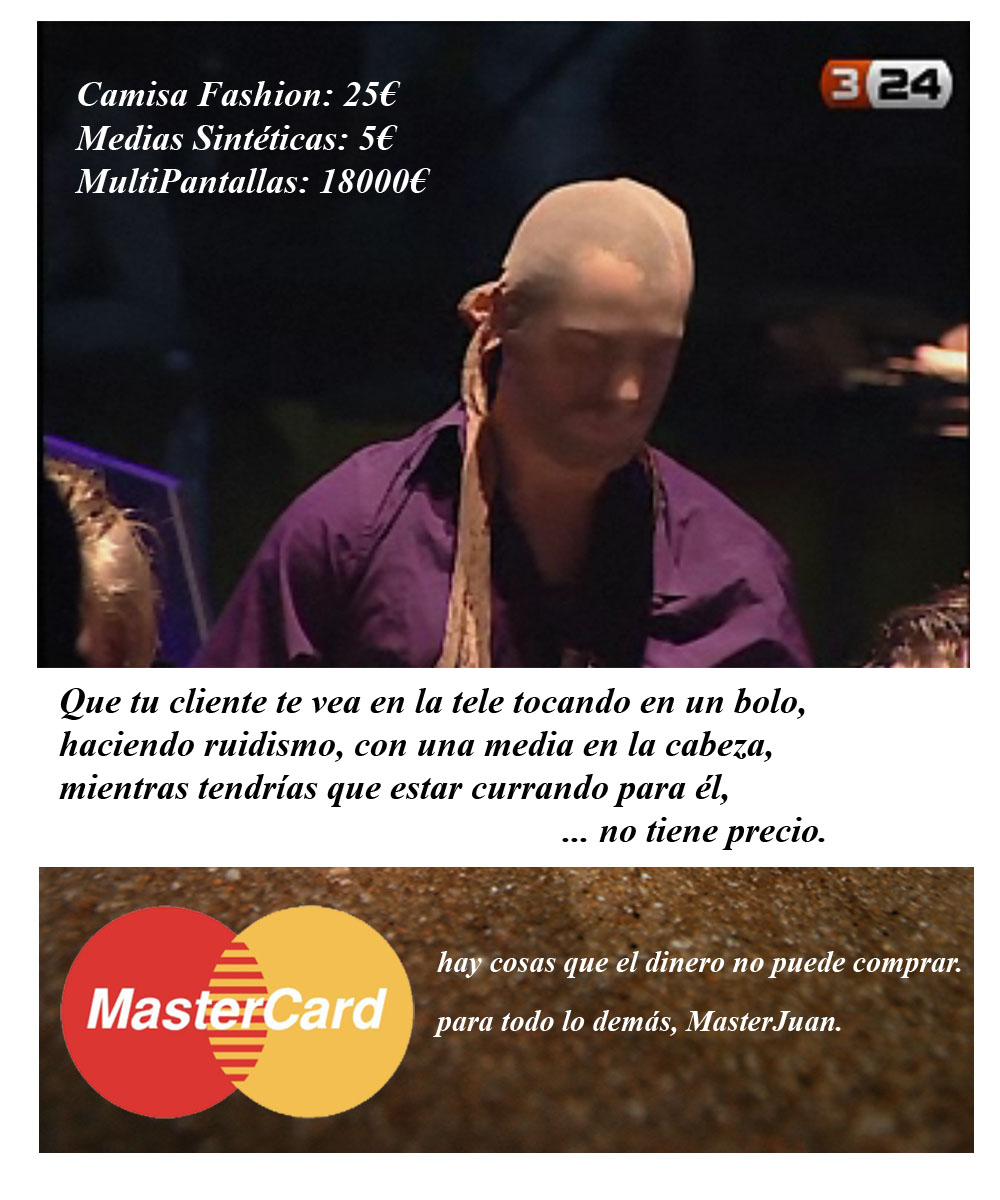 3 24
Camisa Fashion: 25€
Medias Sintéticas: 5€
MultiPantallas: 18000€
Que tu cliente te vea en la tele tocando en un bolo,
haciendo ruidismo, con una media en la cabeza,
mientras tendrías que estar currando para él,
... no tiene precio.
MasterCard
hay cosas que el dinero no puede comprar.
para todo lo demás, MasterJuan.